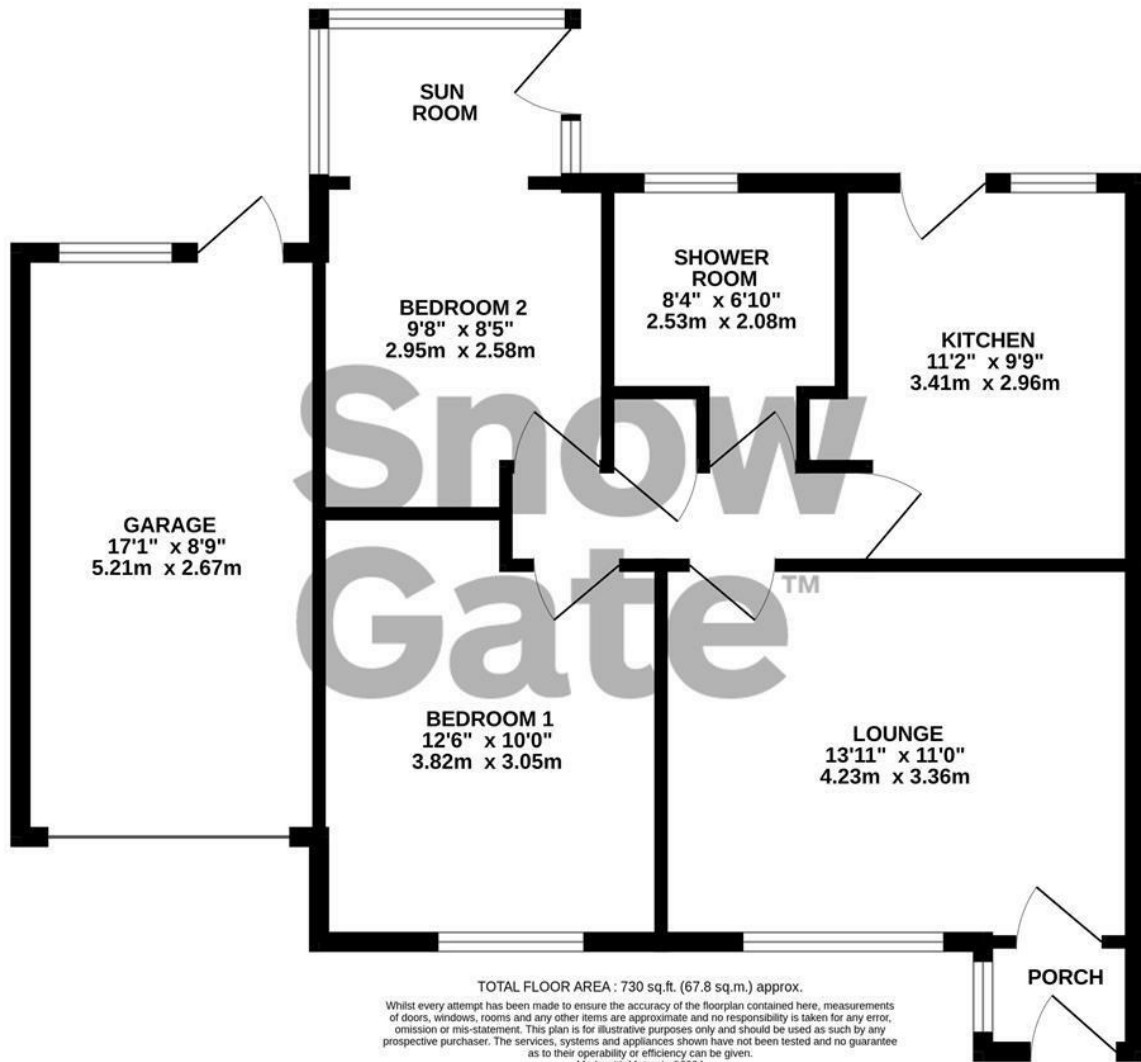 SUN
ROOM
SHOWER
ROOM
8'4" x 6'10"
2.53m x 2.08m
BEDROOM 2
9'8" x 8'5"
2.95m x 2.58m
KITCHEN
11'2" x 9'9"
3.41m x 2.96m
Snow
Gate™
GARAGE
17'1" x 8'9"
5.21m x 2.67m
BEDROOM 1
12'6" x 10'0"
3.82m x 3.05m
LOUNGE
13'11" x 11'0"
4.23m x 3.36m
PORCH
TOTAL FLOOR AREA : 730 sq.ft. (67.8 sq.m.) approx.
Whilst every attempt has been made to ensure the accuracy of the floorplan contained here, measurements
of doors, windows, rooms and any other items are approximate and no responsibility is taken for any error,
omission or mis-statement. This plan is for illustrative purposes only and should be used as such by any
prospective purchaser. The services, systems and appliances shown have not been tested and no guarantee
as to their operability or efficiency can be given.